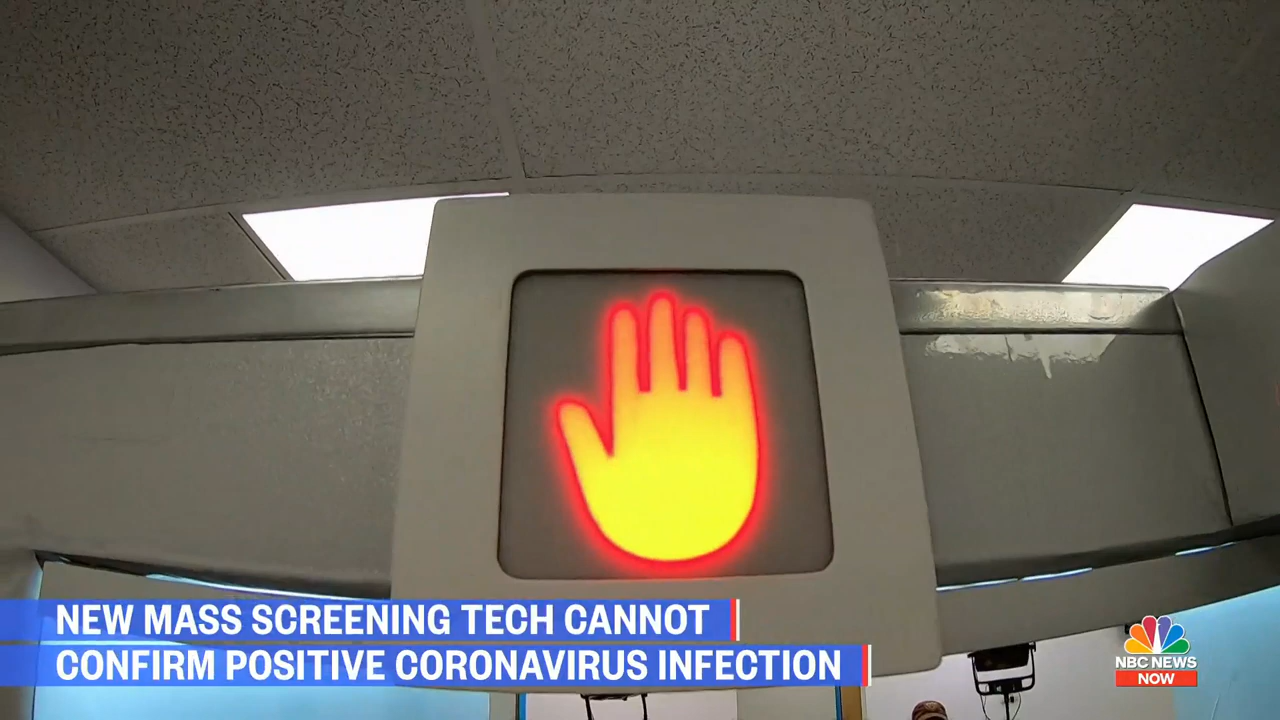 NEW MASS SCREENING TECH CANNOT
CONFIRM POSITIVE CORONAVIRUS INFECTION
NBC NEWS
NOW